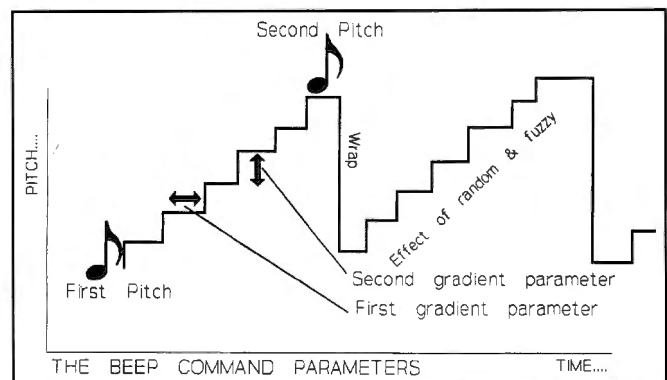 Second Pitch
PITCH....
Wrap
Effect of random & fuzzy
First Pitch
Second gradient parameter
First gradient parameter
THE BEEP COMMAND PARAMETERS
TIME....